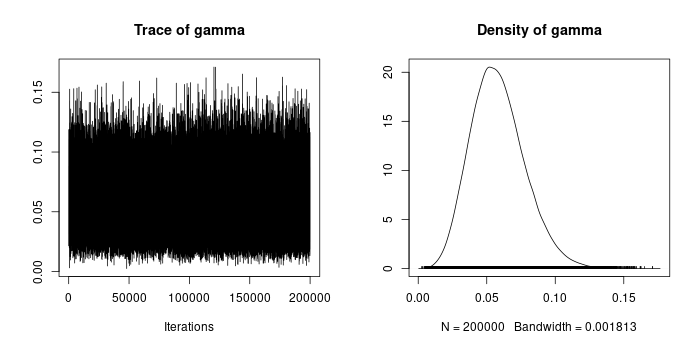 Trace of gamma
0.15
0.10
0.05
0.00
0 50000 100000 150000 200000
Iterations
Density of gamma
20
15
10
5
0
0.00 0.05 0.10 0.15
N = 200000 Bandwidth = 0.001813